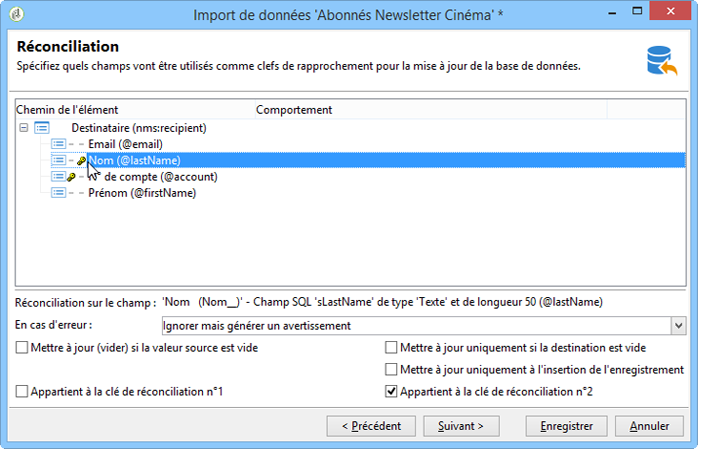 Import de données 'Abonnés Newsletter Cinéma' *
Réconciliation
Spécifiez quels champs vont être utilisés comme clefs de rapprochement pour la mise à jour de la base de données.
Chemin de l'élément Comportement
Destinataire (nms:recipient)
Email (@email)
Nom (@lastName)
de compte (@account)
Prénom (@firstName)
Réconciliation sur le champ : 'Nom (Nom__)' - Champ SQL 'sLastName' de type 'Texte' et de longueur 50 (@lastName)
En cas d'erreur : Ignorer mais générer un avertissement
Mettre à jour (vider) si la valeur source est vide Mettre à jour uniquement si la destination est vide
Mettre à jour uniquement à l'insertion de l'enregistrement
Appartient à la clé de réconciliation n°1 Appartient à la clé de réconciliation n°2
< Précédent Suivant > Enregistrer Annuler